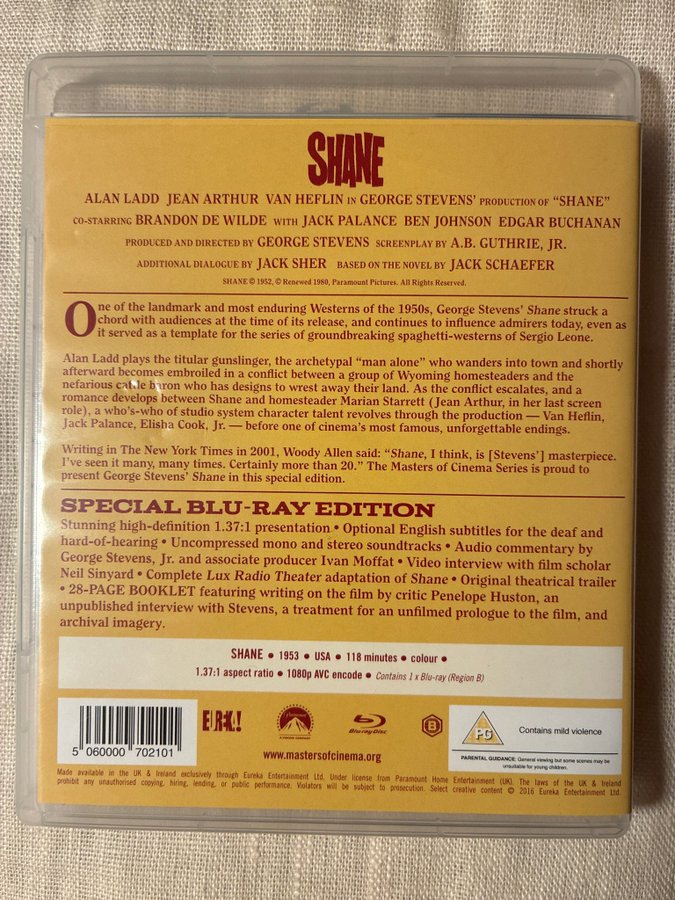 SHANE
ALAN LADD JEAN ARTHUR VAN HEFLIN IN GEORGE STEVENS' PRODUCTION OF "SHANE"
CO-STARRING BRANDON DE WILDE WITH JACK PALANCE BEN JOHNSON EDGAR BUCHANAN
PRODUCED AND DIRECTED BY GEORGE STEVENS SCREENPLAY BY A.B. GUTHRIE, JR.
ADDITIONAL DIALOGUE BY JACK SHER BASED ON THE NOVEL BY JACK SCHAEFER
SHANE © 1952, © Renewed 1980, Paramount Pictures. All Rights Reserved.
One of the landmark and most enduring Westerns of the 1950s, George Stevens' Shane struck a
chord with audiences at the time of its release, and continues to influence admirers today, even as
it served as a template for the series of groundbreaking spaghetti-westerns of Sergio Leone.
Alan Ladd plays the titular gunslinger, the archetypal "man alone" who wanders into town and shortly
afterward becomes embroiled in a conflict between a group of Wyoming homesteaders and the
nefarious cattle baron who has designs to wrest away their land. As the conflict escalates, and a
romance develops between Shane and homesteader Marian Starrett (Jean Arthur, in her last screen
role), a who's-who of studio system character talent revolves through the production — Van Heflin,
Jack Palance, Elisha Cook, Jr. — before one of cinema's most famous, unforgettable endings.
Writing in The New York Times in 2001, Woody Allen said: "Shane, I think, is [Stevens'] masterpiece.
I've seen it many, many times. Certainly more than 20." The Masters of Cinema Series is proud to
present George Stevens' Shane in this special edition.
SPECIAL BLU-RAY EDITION
Stunning high-definition 1.37:1 presentation • Optional English subtitles for the deaf and
hard-of-hearing • Uncompressed mono and stereo soundtracks • Audio commentary by
George Stevens, Jr. and associate producer Ivan Moffat • Video interview with film scholar
Neil Sinyard • Complete Lux Radio Theater adaptation of Shane • Original theatrical trailer
• 28-PAGE BOOKLET featuring writing on the film by critic Penelope Huston, an
unpublished interview with Stevens, a treatment for an unfilmed prologue to the film, and
archival imagery.
SHANE • 1953 • USA • 118 minutes • colour •
1.37:1 aspect ratio • 1080p AVC encode • Contains 1 x Blu-ray (Region B)
5 060000 702101
EUREKA!
Paramount
Blu-ray Disc
B
PG
Contains mild violence
PARENTAL GUIDANCE: General viewing but some scenes may be
unsuitable for young children.
www.mastersofcinema.org
Made available in the UK & Ireland exclusively through Eureka Entertainment Ltd. Under license from Paramount Home Entertainment (UK). The laws of the UK & Ireland
prohibit any unauthorised copying, hiring, lending, or public performance. Violators will be subject to prosecution. Select copyright elements © 2016 Eureka Entertainment Ltd.